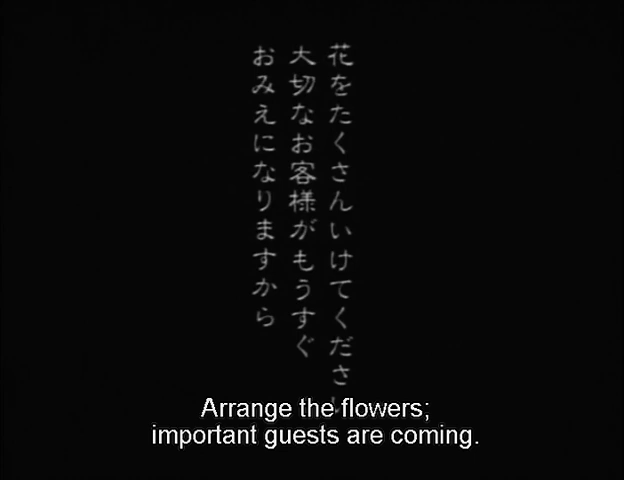 花をたくさんいけてください
大切なお客様がもうすぐ
おみえになりますから
Arrange the flowers;
important guests are coming.